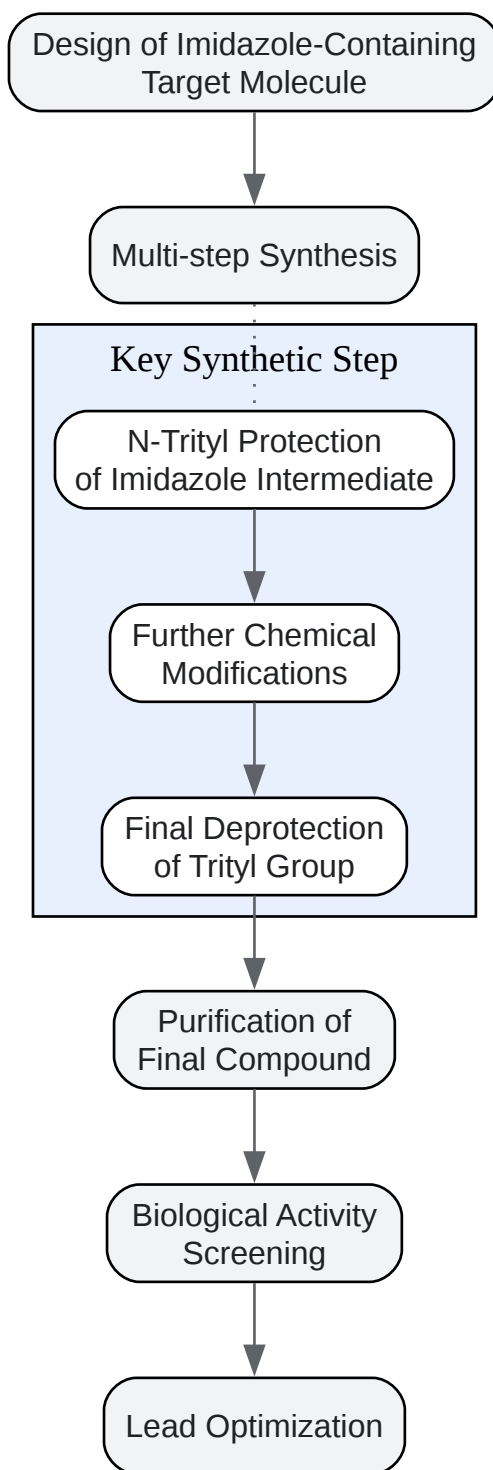 Design of Imidazole-Containing
Target Molecule
Multi-step Synthesis
Key Synthetic Step
N-Trityl Protection
of Imidazole Intermediate
Further Chemical
Modifications
Final Deprotection
of Trityl Group
Purification of
Final Compound
Biological Activity
Screening
Lead Optimization